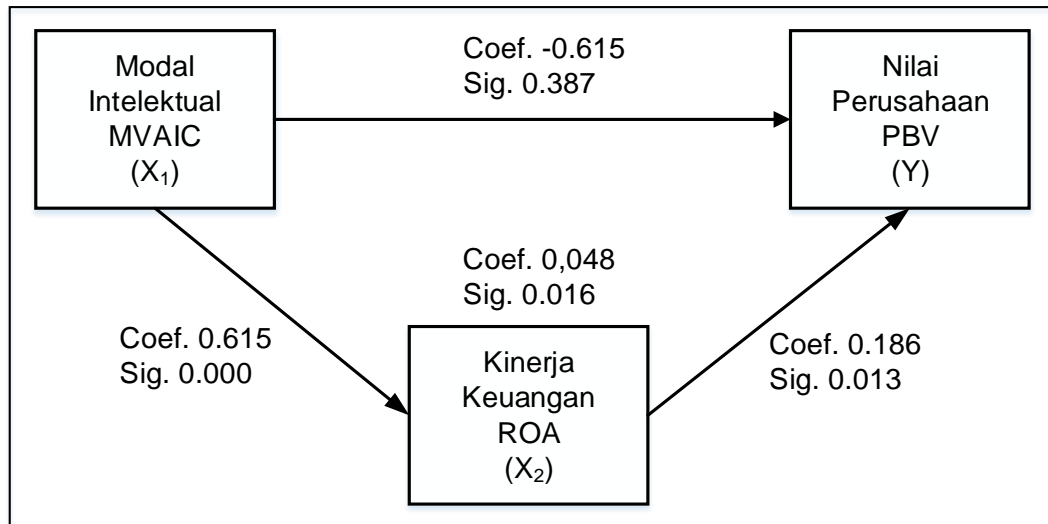 Modal
Intelektual
MVAIC
(X₁)
Coef. -0.615
Sig. 0.387
Nilai
Perusahaan
PBV
(Y)
Coef. 0,048
Sig. 0.016
Coef. 0.615
Sig. 0.000
Kinerja
Keuangan
ROA
(X₂)
Coef. 0.186
Sig. 0.013